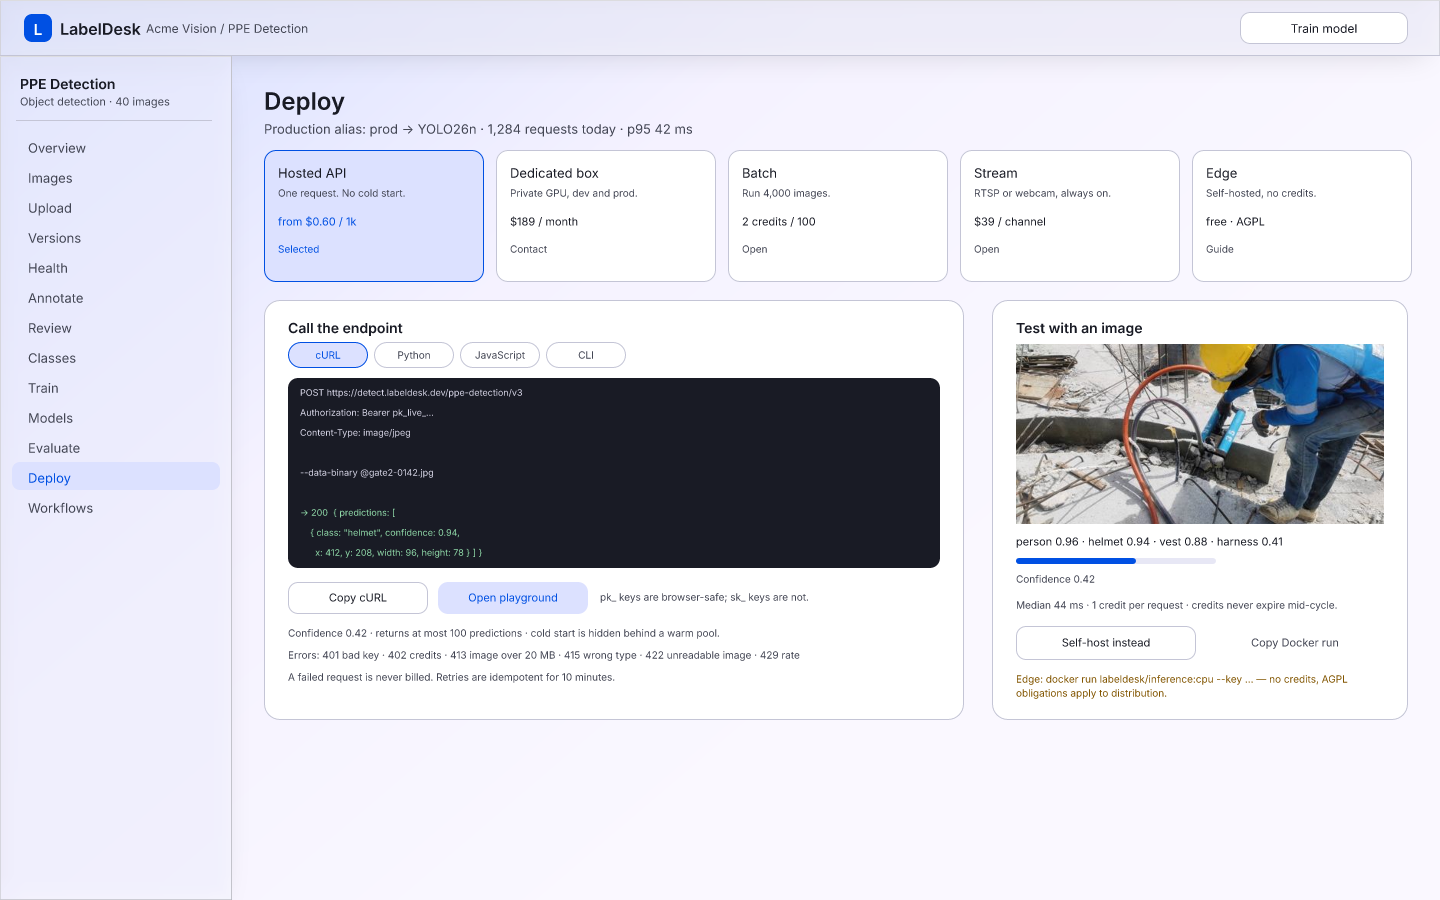 L LabelDesk Acme Vision / PPE Detection
Train model
PPE Detection
Object detection · 40 images
Overview
Images
Upload
Versions
Health
Annotate
Review
Classes
Train
Models
Evaluate
Deploy
Workflows
Deploy
Production alias: prod → YOLO26n · 1,284 requests today · p95 42 ms
Hosted API
One request. No cold start.
from $0.60 / 1k
Selected
Dedicated box
Private GPU, dev and prod.
$189 / month
Contact
Batch
Run 4,000 images.
2 credits / 100
Open
Stream
RTSP or webcam, always on.
$39 / channel
Open
Edge
Self-hosted, no credits.
free · AGPL
Guide
Call the endpoint
cURL
Python
JavaScript
CLI
POST https://detect.labeldesk.dev/ppe-detection/v3
Authorization: Bearer pk_live_...
Content-Type: image/jpeg
--data-binary @gate2-0142.jpg
→ 200 { predictions: [
{ class: "helmet", confidence: 0.94,
x: 412, y: 208, width: 96, height: 78 } ] }
Copy cURL
Open playground
pk_ keys are browser-safe; sk_ keys are not.
Confidence 0.42 · returns at most 100 predictions · cold start is hidden behind a warm pool.
Errors: 401 bad key · 402 credits · 413 image over 20 MB · 415 wrong type · 422 unreadable image · 429 rate
A failed request is never billed. Retries are idempotent for 10 minutes.
Test with an image
person 0.96 · helmet 0.94 · vest 0.88 · harness 0.41
Confidence 0.42
Median 44 ms · 1 credit per request · credits never expire mid-cycle.
Self-host instead
Copy Docker run
Edge: docker run labeldesk/inference:cpu --key ... — no credits, AGPL
obligations apply to distribution.